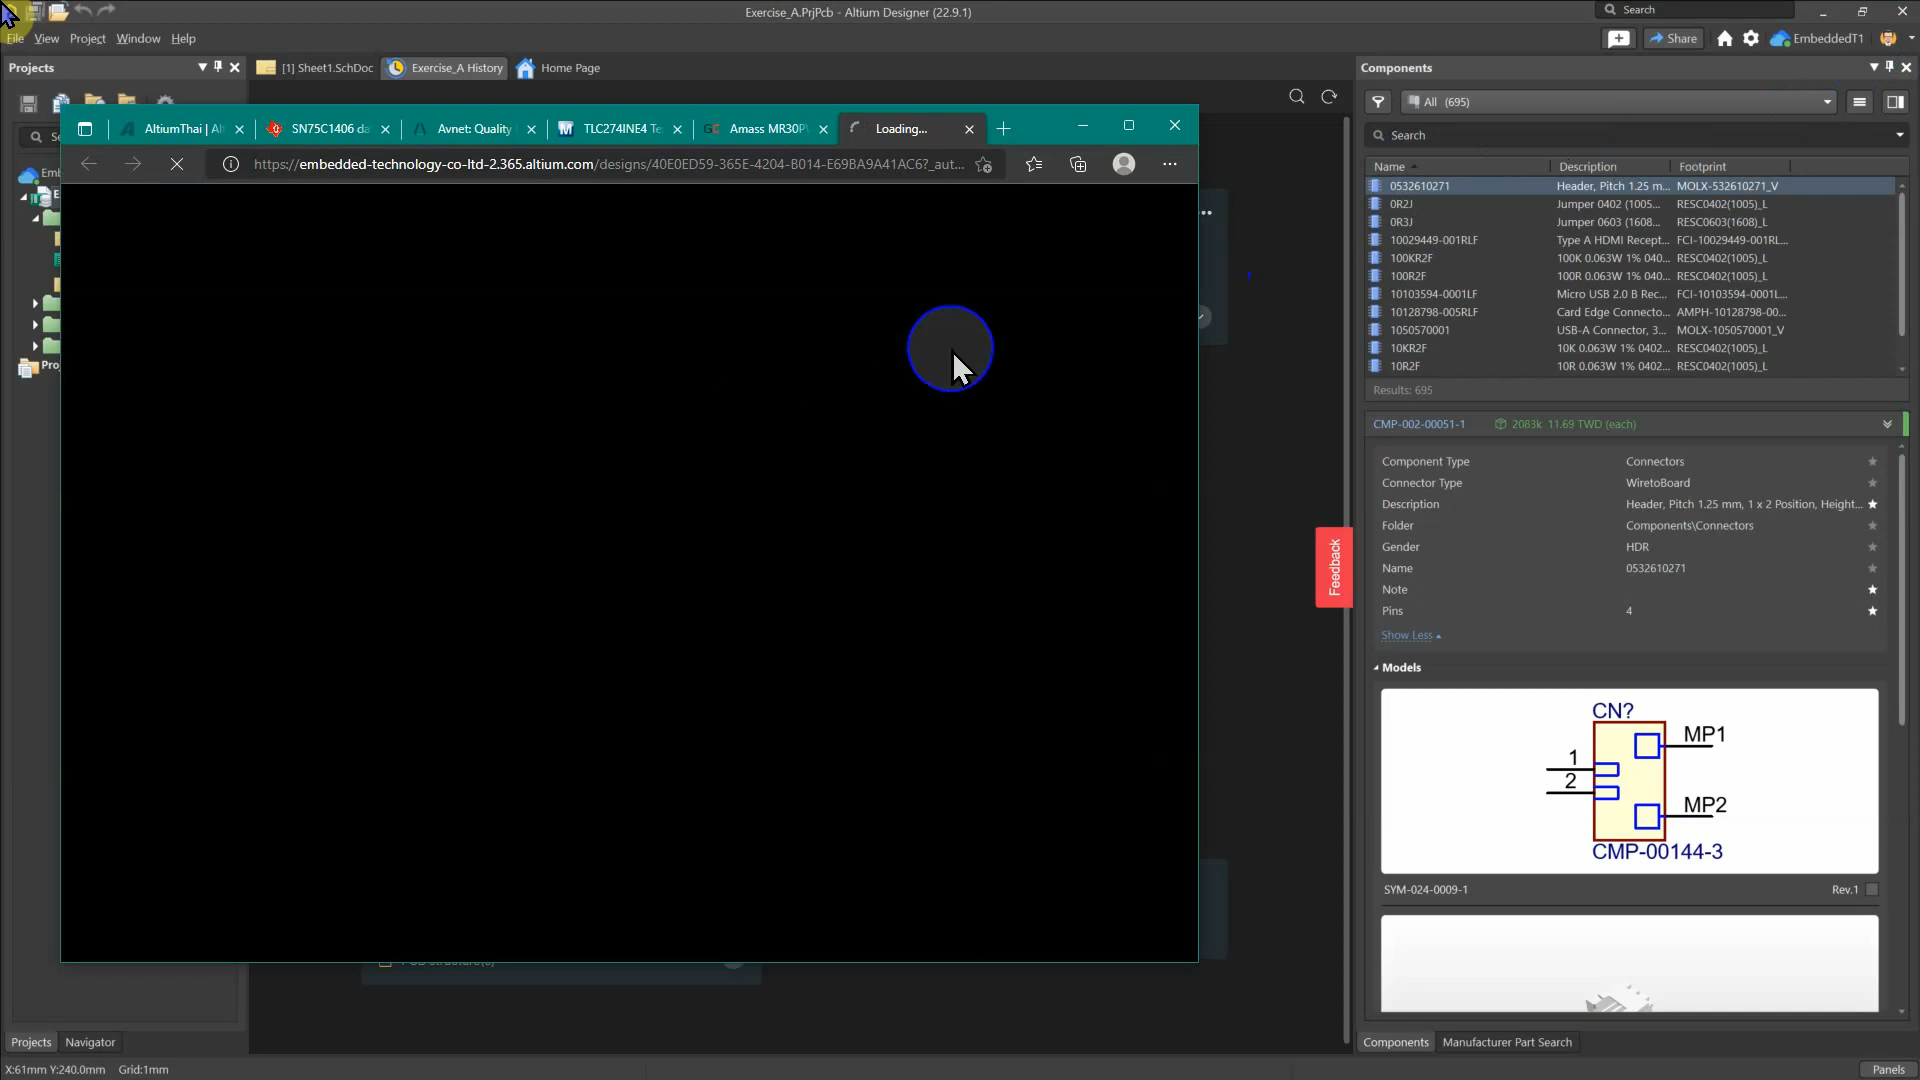 Exercise_A.PrjPcb - Altium Designer (22.9.1)
Search
File View Project Window Help
Share
EmbeddedT1
Projects
[1] Sheet1.SchDoc
Exercise_A History
Home Page
Components
All (695)
Search
AltiumThai | Al
SN75C1406 da
Avnet: Quality
TLC274INE4 Te
Amass MR30P
Loading...
https://embedded-technology-co-ltd-2.365.altium.com/designs/40E0ED59-365E-4204-B014-E69BA9A41AC6?_aut...
Name Description Footprint
0532610271 Header, Pitch 1.25 m... MOLX-532610271_V
0R2J Jumper 0402 (1005... RESC0402(1005)_L
0R3J Jumper 0603 (1608... RESC0603(1608)_L
10029449-001RLF Type A HDMI Recept... FCI-10029449-001RL...
100KR2F 100K 0.063W 1% 040... RESC0402(1005)_L
100R2F 100R 0.063W 1% 040... RESC0402(1005)_L
10103594-0001LF Micro USB 2.0 B Rec... FCI-10103594-0001L...
10128798-005RLF Card Edge Connecto... AMPH-10128798-00...
1050570001 USB-A Connector, 3... MOLX-1050570001_V
10KR2F 10K 0.063W 1% 0402... RESC0402(1005)_L
10R2F 10R 0.063W 1% 0402... RESC0402(1005)_L
Results: 695
CMP-002-00051-1 2083k 11.69 TWD (each)
Component Type Connectors
Connector Type WiretoBoard
Description Header, Pitch 1.25 mm, 1 x 2 Position, Height...
Folder Components\Connectors
Gender HDR
Name 0532610271
Note
Pins 4
Show Less
Models
CN?
MP1
1
2
MP2
CMP-00144-3
SYM-024-0009-1 Rev.1
Feedback
Projects Navigator
Components Manufacturer Part Search
X:61mm Y:240.0mm Grid:1mm
Panels